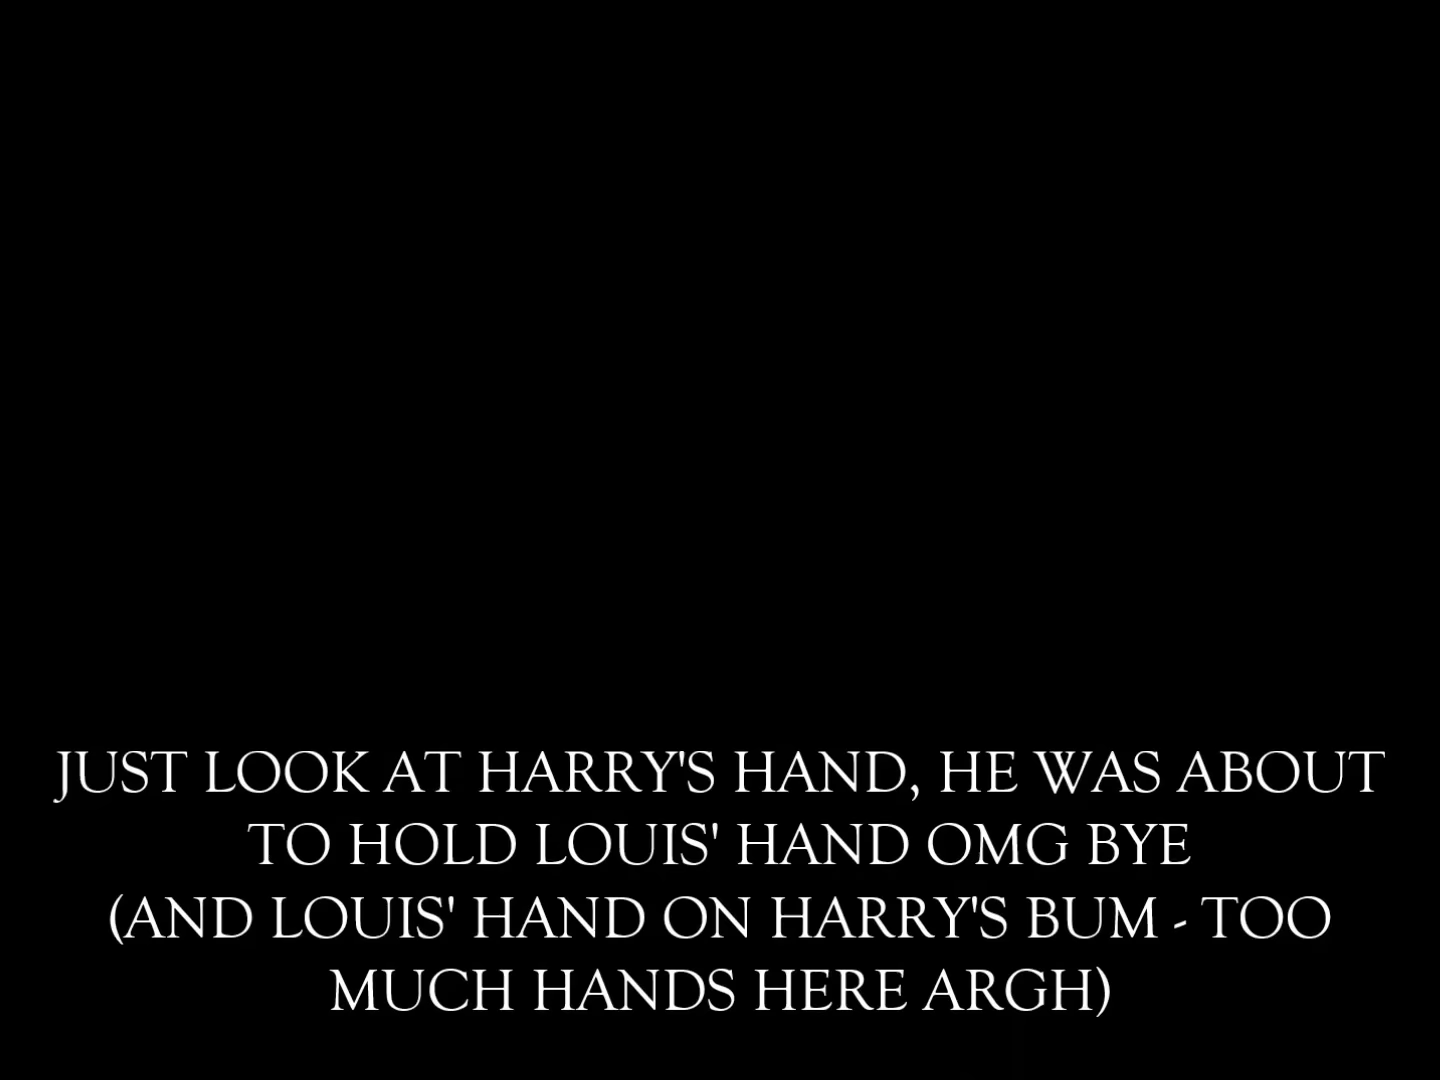 JUST LOOK AT HARRY'S HAND, HE WAS ABOUT
TO HOLD LOUIS' HAND OMG BYE
(AND LOUIS' HAND ON HARRY'S BUM - TOO
MUCH HANDS HERE ARGH)